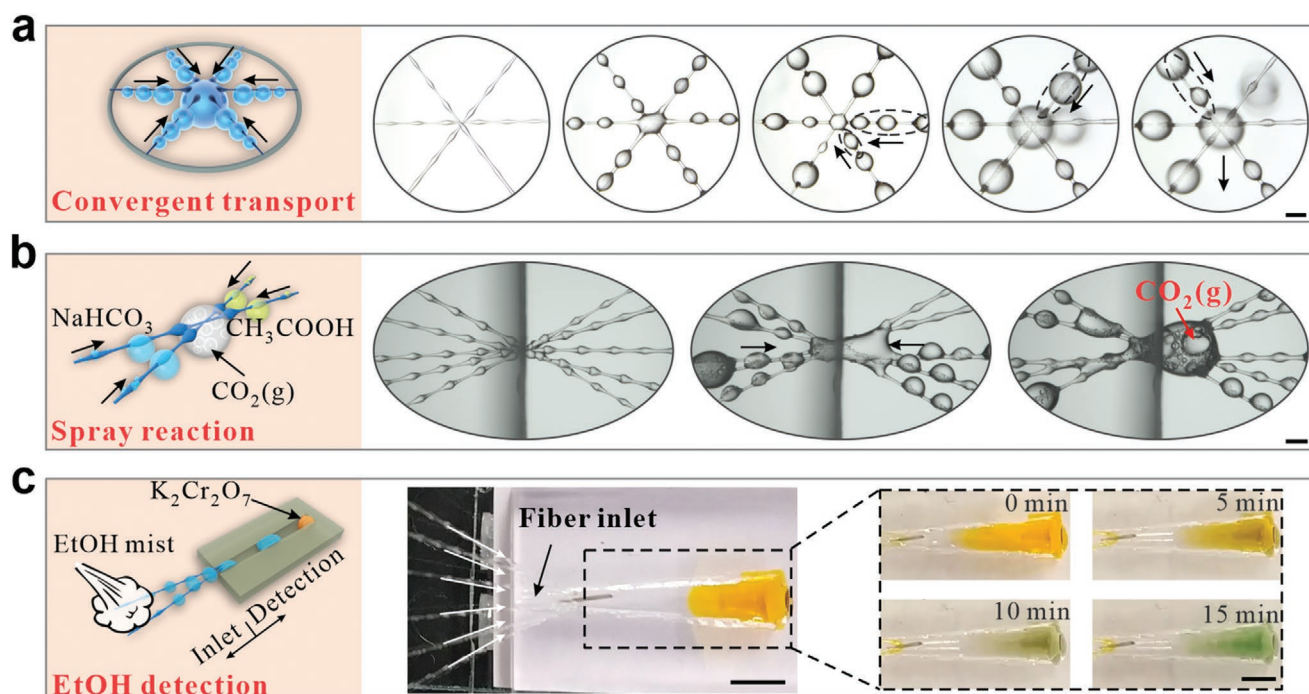 a
Convergent transport
b
NaHCO₃
CH₃COOH
CO₂(g)
Spray reaction
CO₂(g)
c
K₂Cr₂O₇
EtOH mist
Inlet
Detection
EtOH detection
Fiber inlet
0 min
5 min
10 min
15 min